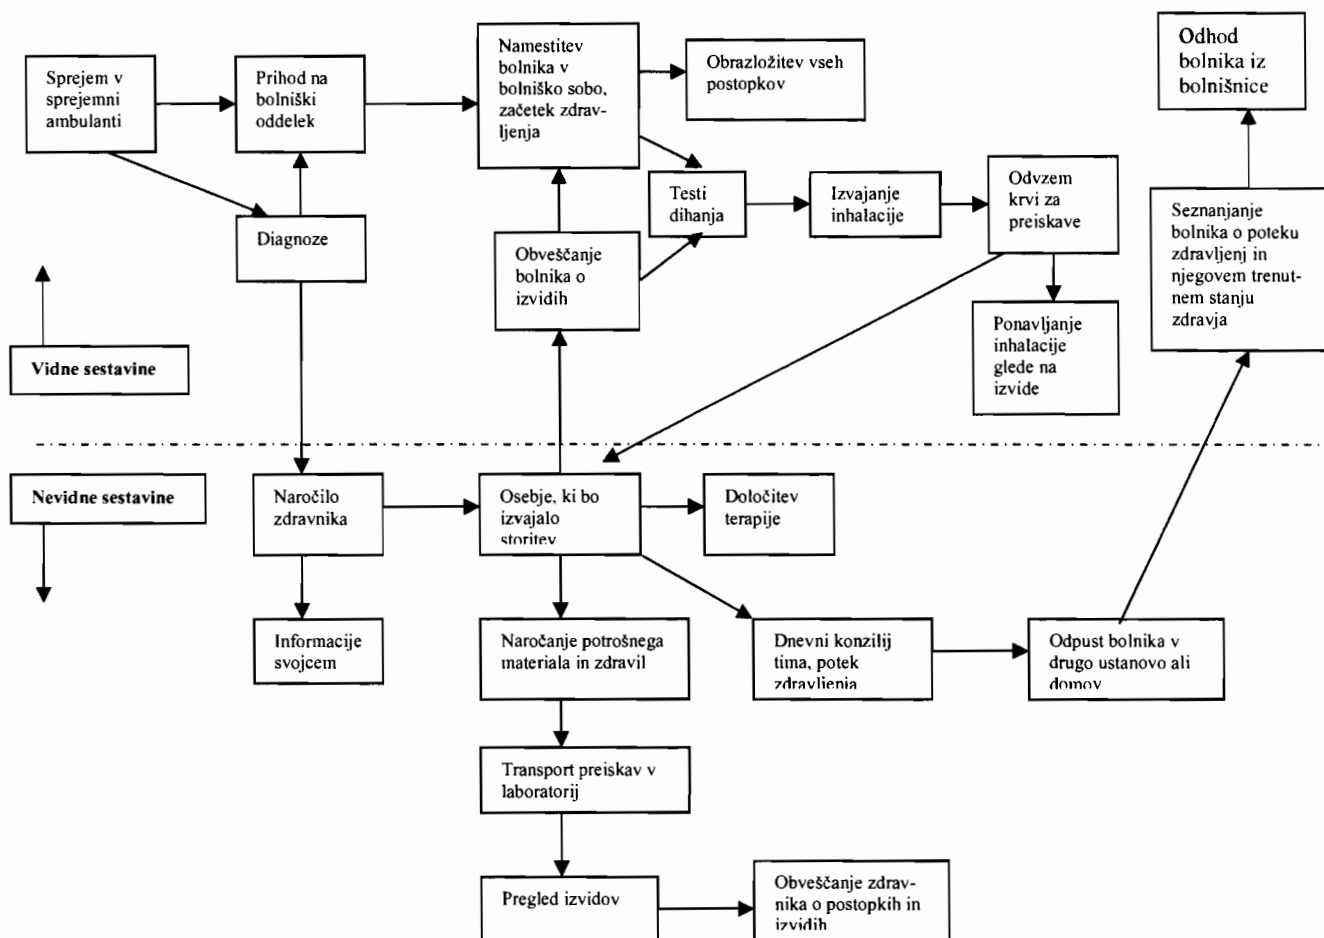 Sprejem v
sprejemni
ambulanti
Prihod na
bolniški
oddelek
Namestitev
bolnika v
bolniško sobo,
začetek zdrav-
ljenja
Obrazložitev vseh
postopkov
Odhod
bolnika iz
bolnišnice
Diagnoze
Obveščanje
bolnika o
izvidih
Testi
dihanja
Izvajanje
inhalacije
Odvzem
krvi za
preiskave
Seznanjanje
bolnika o poteku
zdravljenj in
njegovem trenut-
nem stanju
zdravja
Ponavljanje
inhalacije
glede na
izvide
Vidne sestavine
Nevidne sestavine
Naročilo
zdravnika
Osebje, ki bo
izvajalo
storitev
Določitev
terapije
Informacije
svojcem
Naročanje potrošnega
materiala in zdravil
Dnevni konzilij
tima, potek
zdravljenja
Odpust bolnika v
drugo ustanovo ali
domov
Transport preiskav v
laboratorij
Pregled izvidov
Obveščanje zdrav-
nika o postopkih in
izvidih